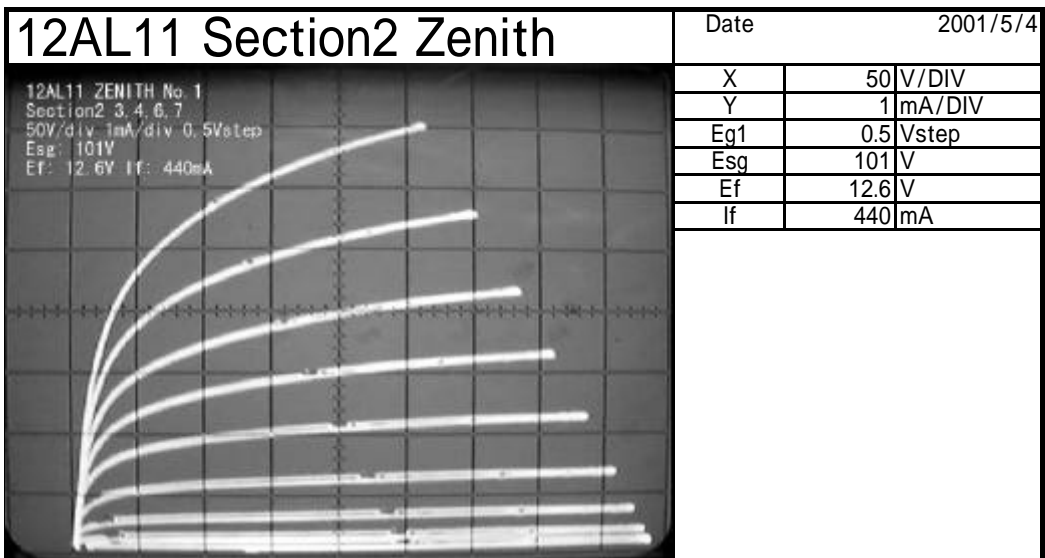 12AL11 Section2 Zenith
Date 2001/5/4
12AL11 ZENITH No.1
Section2 3,4,6,7
50V/div 1mA/div 0.5Vstep
Esg: 101V
Ef: 12.6V If: 440mA
X 50 V/DIV
Y 1 mA/DIV
Eg1 0.5 Vstep
Esg 101 V
Ef 12.6 V
If 440 mA